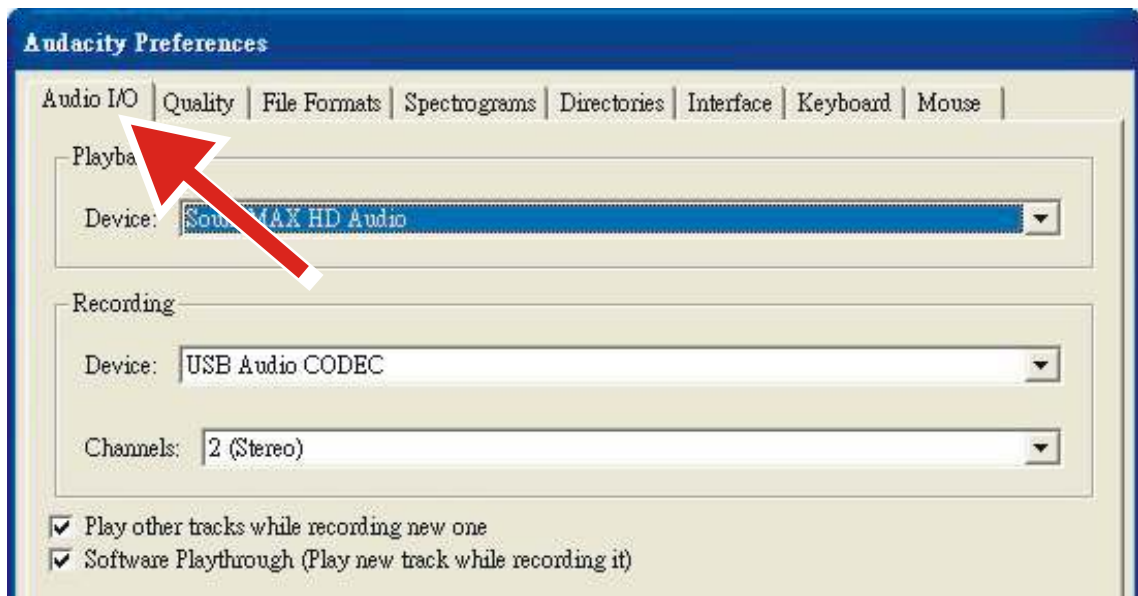 Audacity Preferences
Audio I/O Quality File Formats Spectrograms Directories Interface Keyboard Mouse
Device: MAX HD Audio
Recording
Device: USB Audio CODEC
Channels: 2 (Stereo)
Play other tracks while recording new one
Software Playthrough (Play new track while recording it)